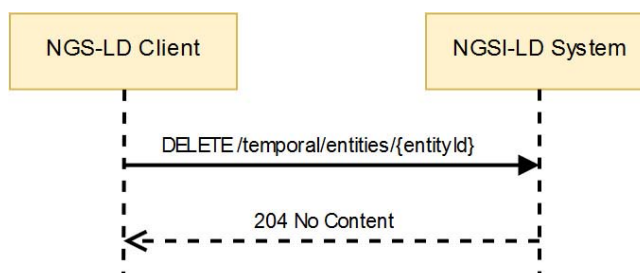 NGS-LD Client
NGSI-LD System
DELETE /temporal/entities/{entityId}
204 No Content